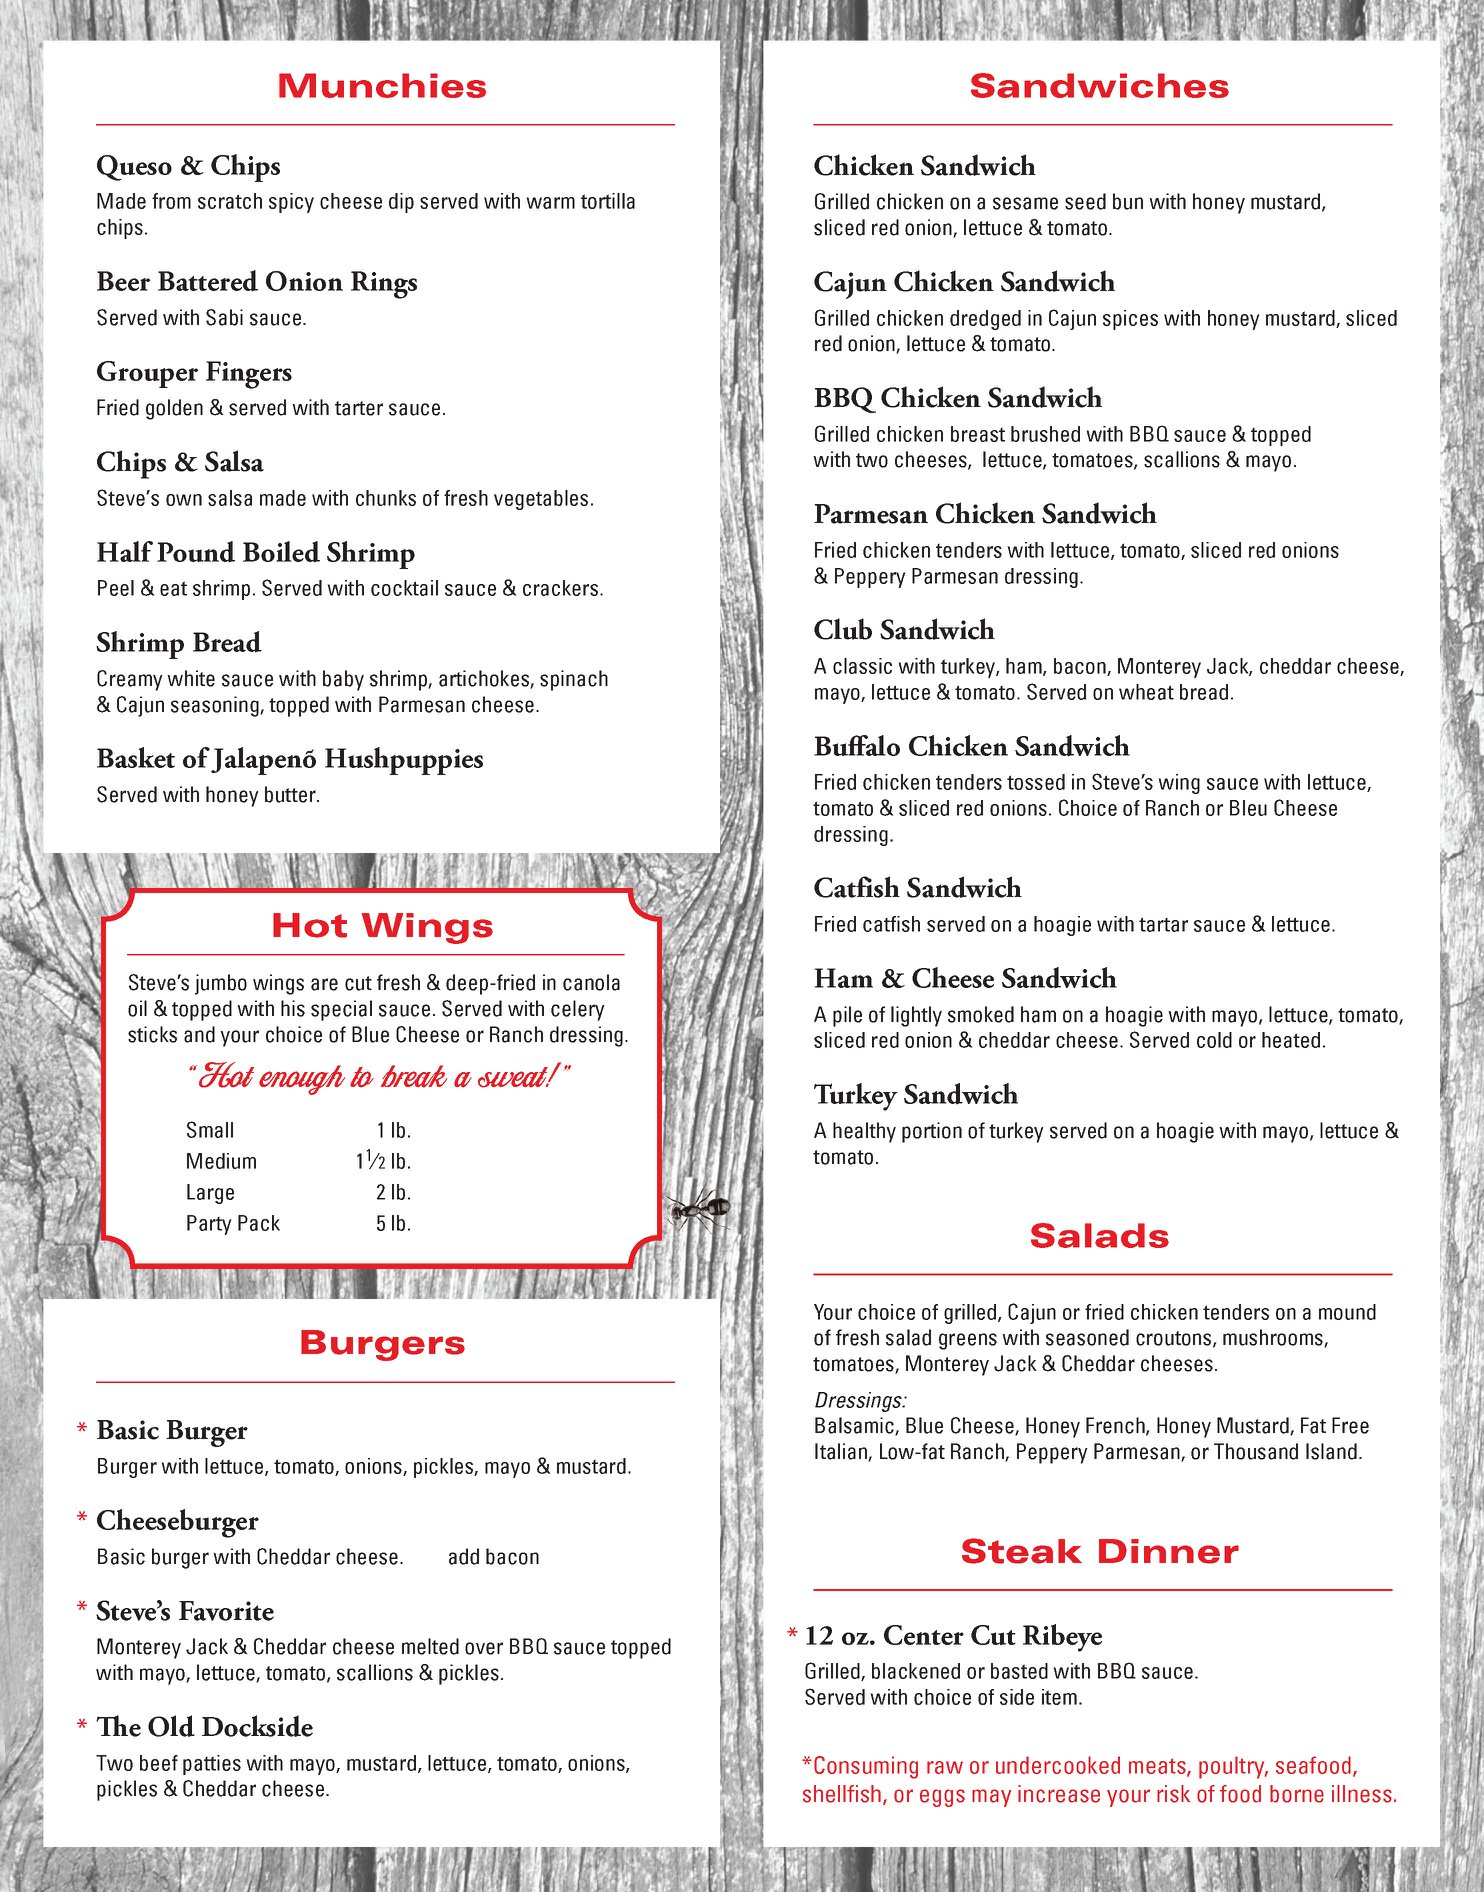 Munchies
Queso & Chips
Made from scratch spicy cheese dip served with warm tortilla
chips.
Beer Battered Onion Rings
Served with Sabi sauce.
Grouper Fingers
Fried golden & served with tarter sauce.
Chips & Salsa
Steve's own salsa made with chunks of fresh vegetables.
Half Pound Boiled Shrimp
Peel & eat shrimp. Served with cocktail sauce & crackers.
Shrimp Bread
Creamy white sauce with baby shrimp, artichokes, spinach
& Cajun seasoning, topped with Parmesan cheese.
Basket of Jalapenõ Hushpuppies
Served with honey butter.
Hot Wings
Steve's jumbo wings are cut fresh & deep-fried in canola
oil & topped with his special sauce. Served with celery
sticks and your choice of Blue Cheese or Ranch dressing.
"Hot enough to break a sweat!"
Small 1 lb.
Medium 1½ lb.
Large 2 lb.
Party Pack 5 lb.
Burgers
* Basic Burger
Burger with lettuce, tomato, onions, pickles, mayo & mustard.
* Cheeseburger
Basic burger with Cheddar cheese. add bacon
* Steve's Favorite
Monterey Jack & Cheddar cheese melted over BBQ sauce topped
with mayo, lettuce, tomato, scallions & pickles.
* The Old Dockside
Two beef patties with mayo, mustard, lettuce, tomato, onions,
pickles & Cheddar cheese.
Sandwiches
Chicken Sandwich
Grilled chicken on a sesame seed bun with honey mustard,
sliced red onion, lettuce & tomato.
Cajun Chicken Sandwich
Grilled chicken dredged in Cajun spices with honey mustard, sliced
red onion, lettuce & tomato.
BBQ Chicken Sandwich
Grilled chicken breast brushed with BBQ sauce & topped
with two cheeses, lettuce, tomatoes, scallions & mayo.
Parmesan Chicken Sandwich
Fried chicken tenders with lettuce, tomato, sliced red onions
& Peppery Parmesan dressing.
Club Sandwich
A classic with turkey, ham, bacon, Monterey Jack, cheddar cheese,
mayo, lettuce & tomato. Served on wheat bread.
Buffalo Chicken Sandwich
Fried chicken tenders tossed in Steve's wing sauce with lettuce,
tomato & sliced red onions. Choice of Ranch or Bleu Cheese
dressing.
Catfish Sandwich
Fried catfish served on a hoagie with tartar sauce & lettuce.
Ham & Cheese Sandwich
A pile of lightly smoked ham on a hoagie with mayo, lettuce, tomato,
sliced red onion & cheddar cheese. Served cold or heated.
Turkey Sandwich
A healthy portion of turkey served on a hoagie with mayo, lettuce &
tomato.
Salads
Your choice of grilled, Cajun or fried chicken tenders on a mound
of fresh salad greens with seasoned croutons, mushrooms,
tomatoes, Monterey Jack & Cheddar cheeses.
Dressings:
Balsamic, Blue Cheese, Honey French, Honey Mustard, Fat Free
Italian, Low-fat Ranch, Peppery Parmesan, or Thousand Island.
Steak Dinner
* 12 oz. Center Cut Ribeye
Grilled, blackened or basted with BBQ sauce.
Served with choice of side item.
*Consuming raw or undercooked meats, poultry, seafood,
shellfish, or eggs may increase your risk of food borne illness.